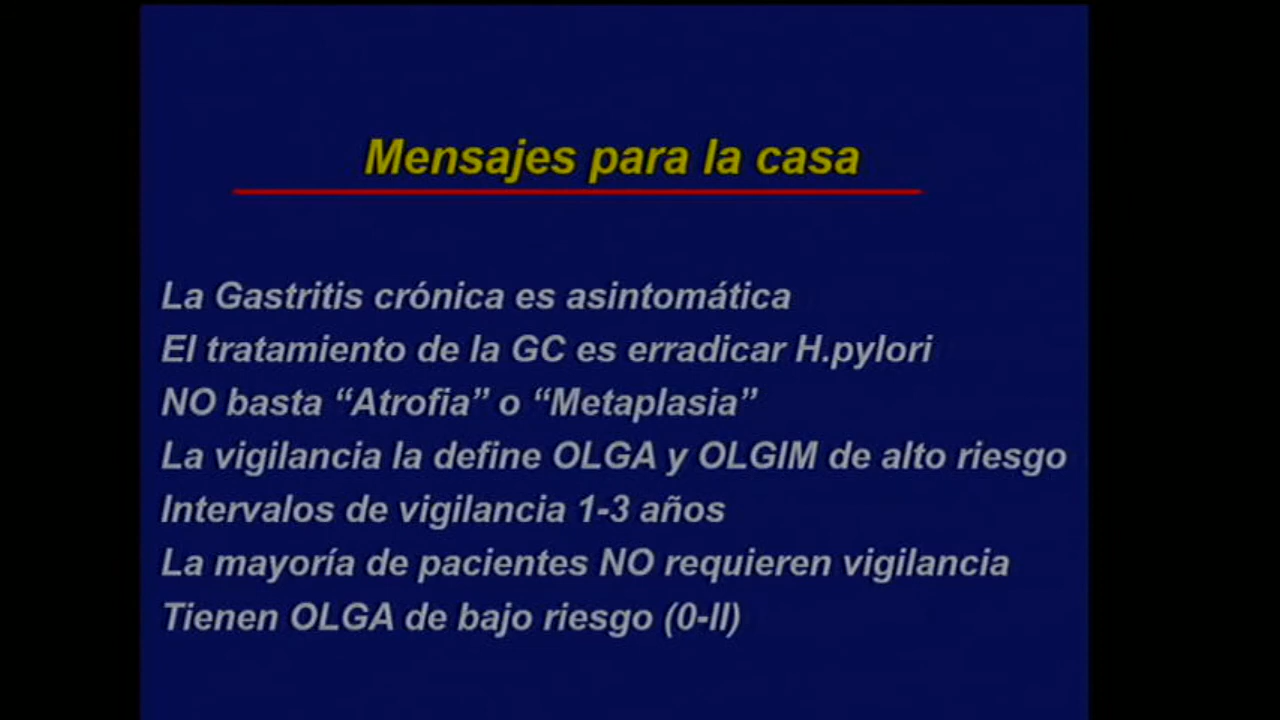 Mensajes para la casa
La Gastritis crónica es asintomática
El tratamiento de la GC es erradicar H.pylori
NO basta “Atrofia” o “Metaplasia”
La vigilancia la define OLGA y OLGIM de alto riesgo
Intervalos de vigilancia 1-3 años
La mayoría de pacientes NO requieren vigilancia
Tienen OLGA de bajo riesgo (0-II)